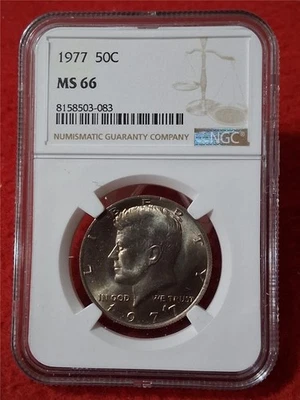 1977 50C
MS 66
8158503-083
NUMISMATIC GUARANTY COMPANY
NGC
LIBERTY
IN GOD WE TRUST
1977